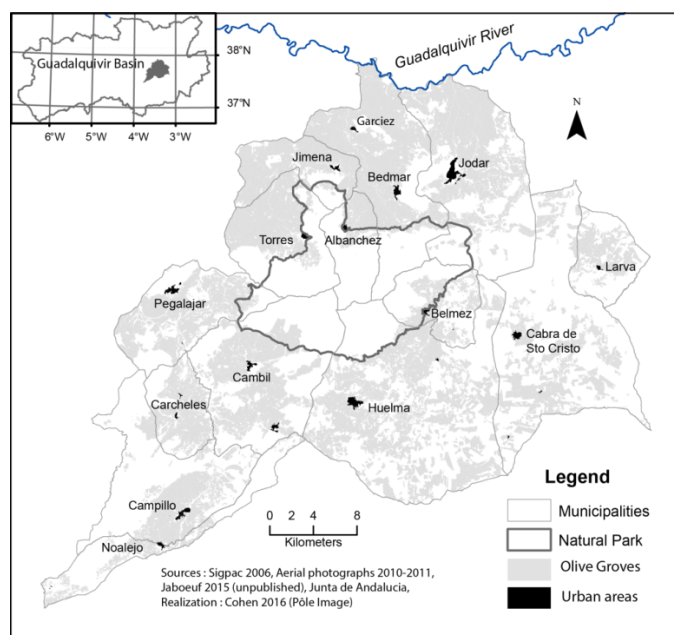 Guadalquivir Basin
38°N
37°N
6°W
4°W
3°W
2°W
Guadalquivir River
N
Garciez
Jimena
Bedmar
Jodar
Torres
Albanchez
Larva
Pegalajar
Belmez
Cabra de
Sto Cristo
Cambil
Carcheles
Huelma
Campillo
Noalejo
0 2 4 8
Kilometers
Legend
Municipalities
Natural Park
Olive Groves
Urban areas
Sources : Sigpac 2006, Aerial photographs 2010-2011,
Jaboeuf 2015 (unpublished), Junta de Andalucia,
Realization : Cohen 2016 (Pôle Image)